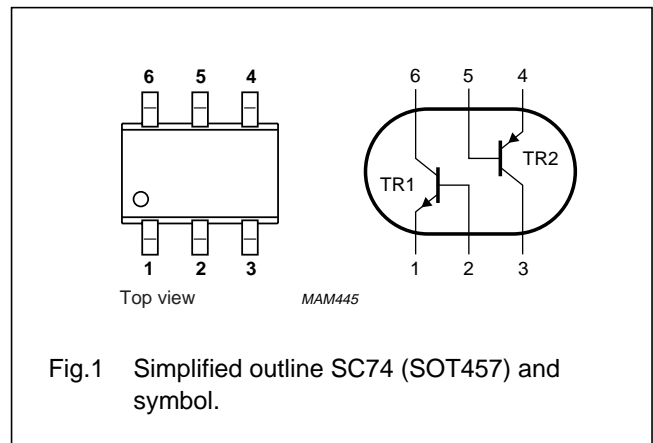 6 5 4
1 2 3
Top view
6 5 4
TR1
TR2
1 2 3
MAM445
Fig.1 Simplified outline SC74 (SOT457) and
symbol.